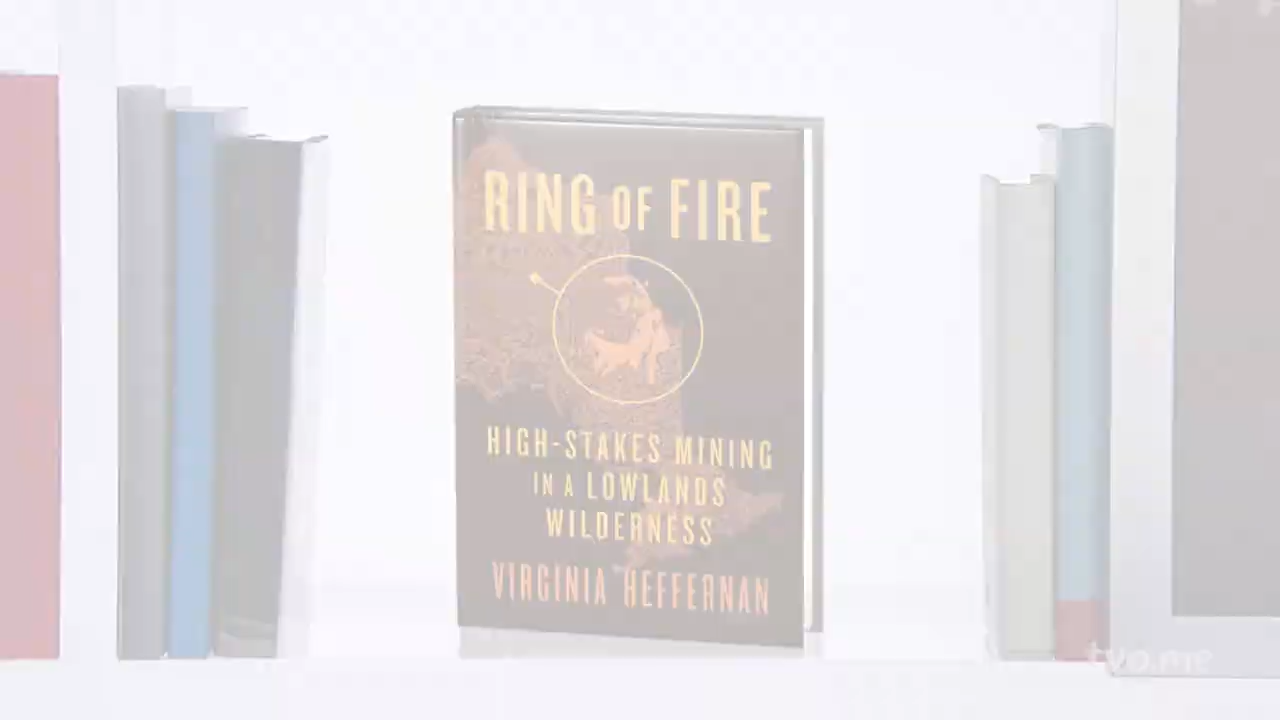 RING OF FIRE
HIGH-STAKES MINING
IN A LOWLANDS
WILDERNESS
VIRGINIA HEFFERNAN
tvo.me